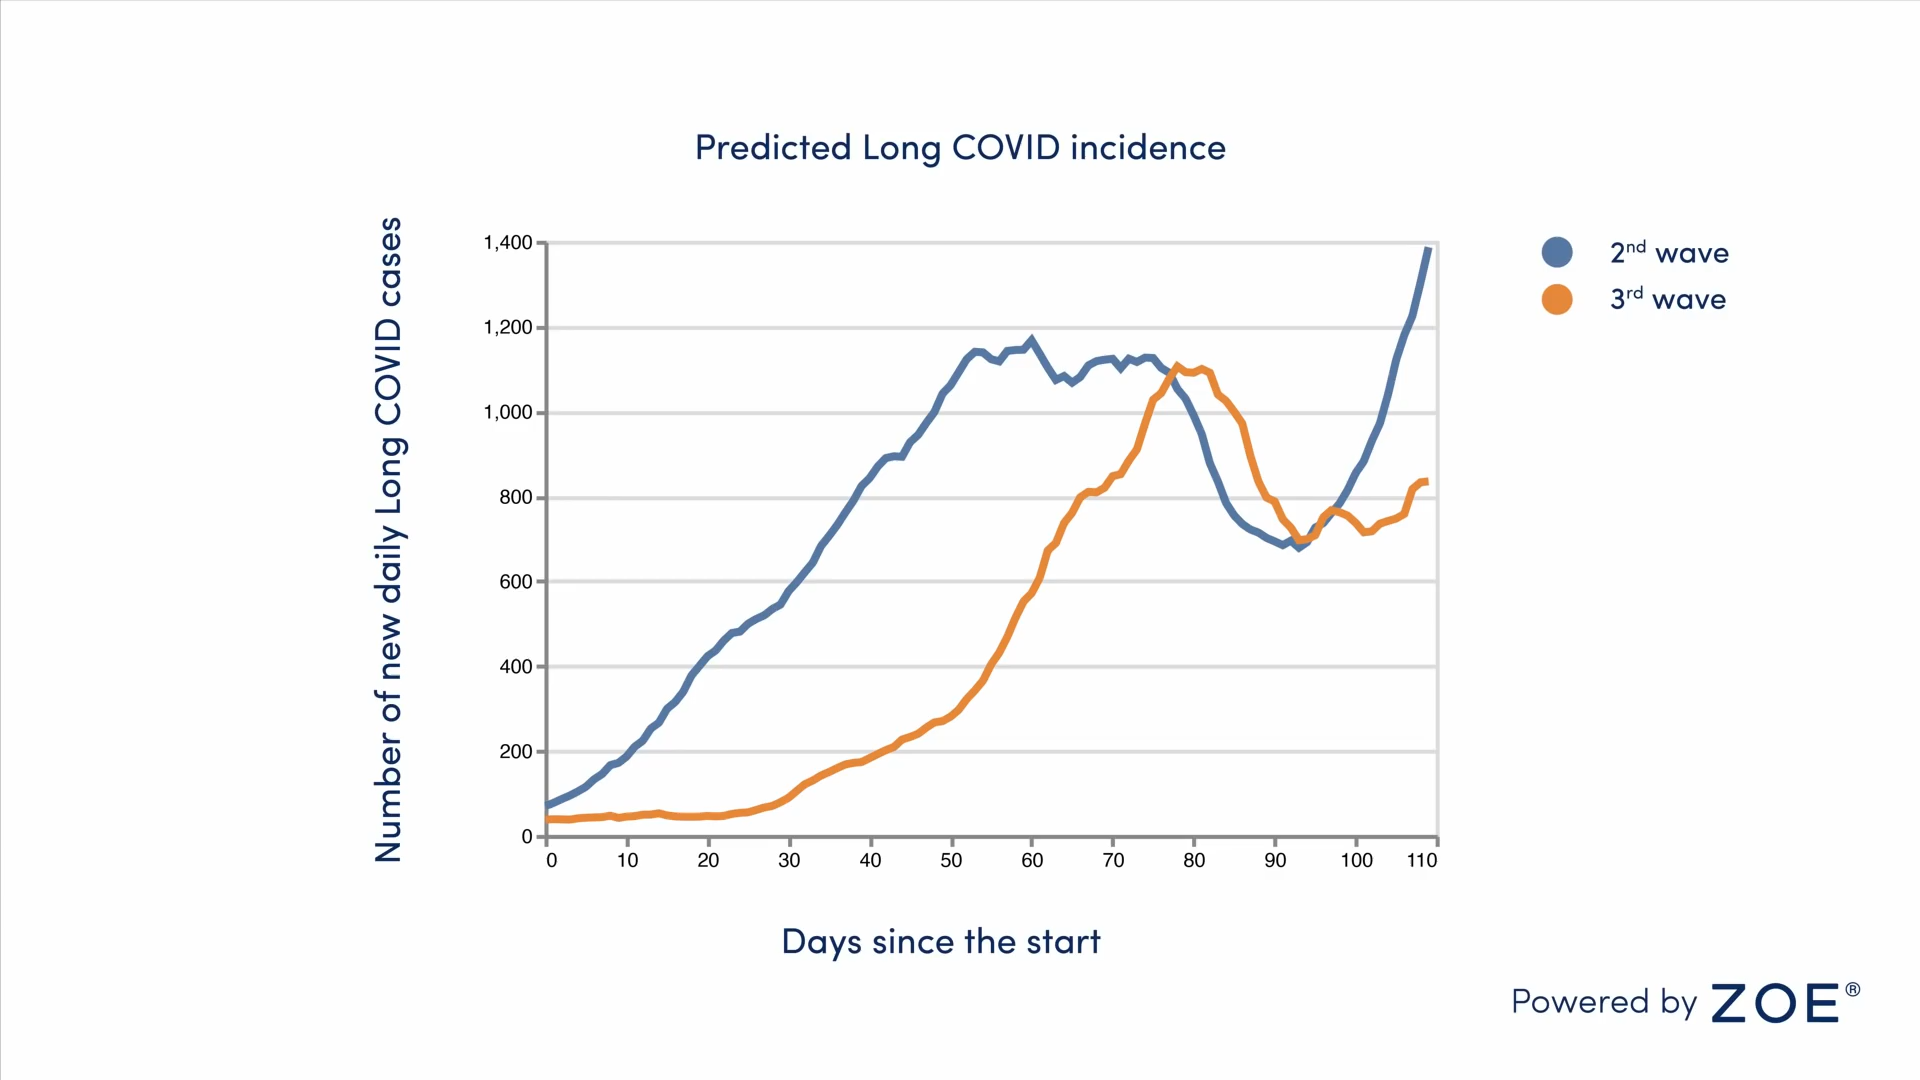 Predicted Long COVID incidence
Number of new daily Long COVID cases
1,400
1,200
1,000
800
600
400
200
0
0 10 20 30 40 50 60 70 80 90 100 110
Days since the start
2nd wave
3rd wave
Powered by ZOE®